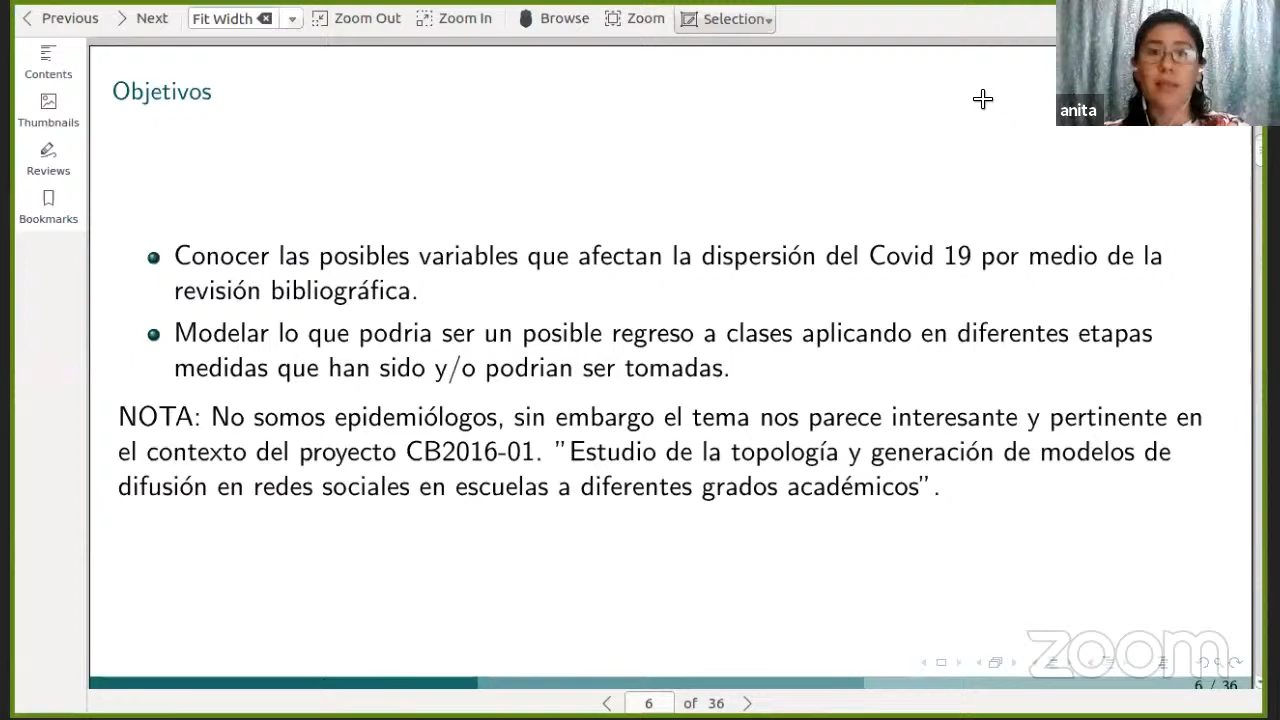 Previous Next Fit Width Zoom Out Zoom In Browse Zoom Selection
Contents
Thumbnails
Reviews
Bookmarks
anita
Objetivos
Conocer las posibles variables que afectan la dispersión del Covid 19 por medio de la
revisión bibliográfica.
Modelar lo que podria ser un posible regreso a clases aplicando en diferentes etapas
medidas que han sido y/o podrian ser tomadas.
NOTA: No somos epidemiólogos, sin embargo el tema nos parece interesante y pertinente en
el contexto del proyecto CB2016-01. "Estudio de la topología y generación de modelos de
difusión en redes sociales en escuelas a diferentes grados académicos".
zoom
6 / 36
6 of 36